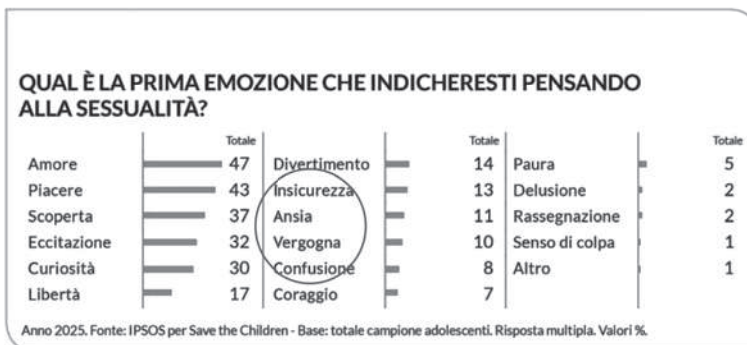 QUAL È LA PRIMA EMOZIONE CHE INDICHERESTI PENSANDO
ALLA SESSUALITÀ?
Totale Totale Totale
Amore 47 Divertimento 14 Paura 5
Piacere 43 Insicurezza 13 Delusione 2
Scoperta 37 Ansia 11 Rassegnazione 2
Eccitazione 32 Vergogna 10 Senso di colpa 1
Curiosità 30 Confusione 8 Altro 1
Libertà 17 Coraggio 7
Anno 2025. Fonte: IPSOS per Save the Children - Base: totale campione adolescenti. Risposta multipla. Valori %.